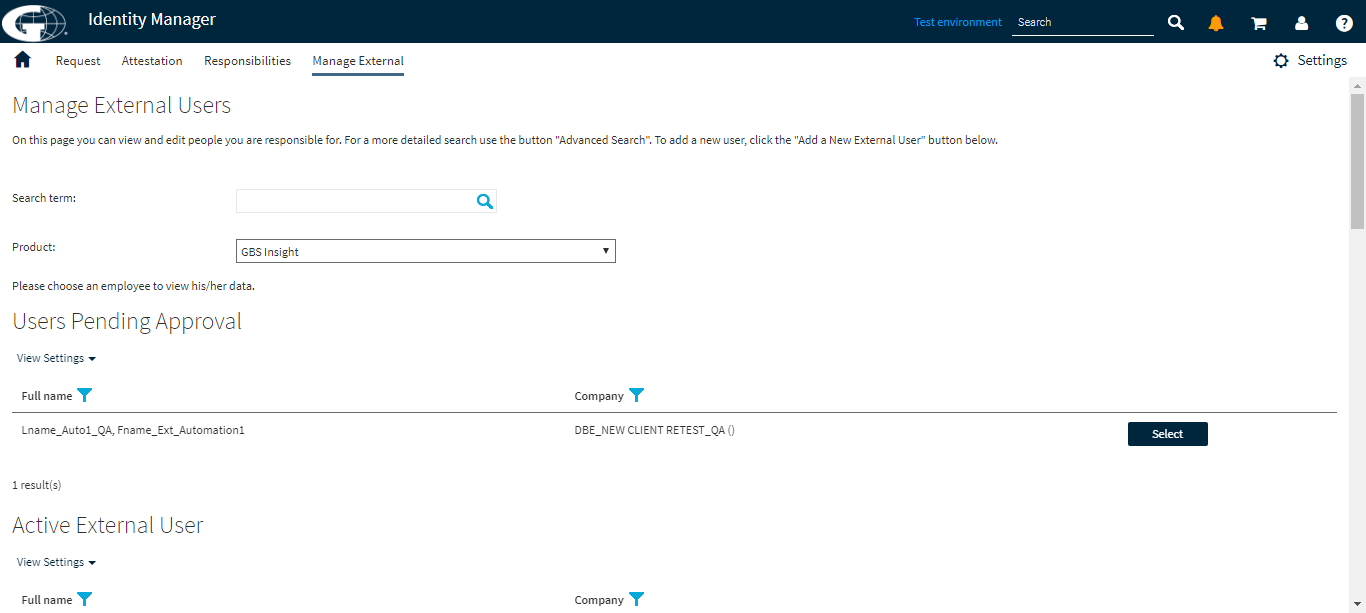 Identity Manager
Test environment
Search
Request
Attestation
Responsibilities
Manage External
Settings
Manage External Users
On this page you can view and edit people you are responsible for. For a more detailed search use the button "Advanced Search". To add a new user, click the "Add a New External User" button below.
Search term:
Product:
GBS Insight
Please choose an employee to view his/her data.
Users Pending Approval
View Settings
Full name
Company
Lname_Auto1_QA, Fname_Ext_Automation1
DBE_NEW CLIENT RETEST_QA ()
Select
1 result(s)
Active External User
View Settings
Full name
Company